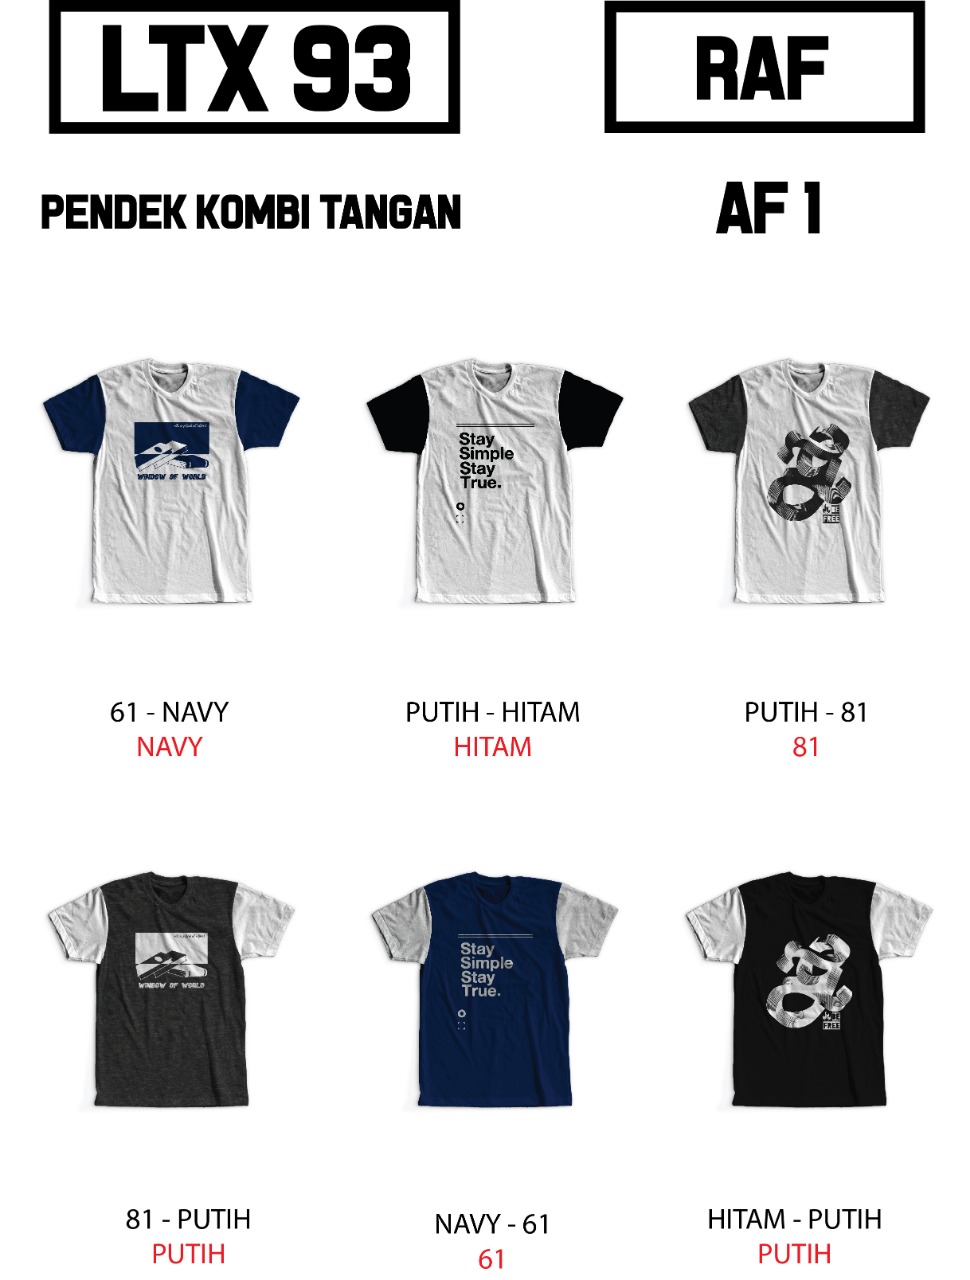 LTX 93
RAF
PENDEK KOMBI TANGAN
AF 1
WINDOW OF WORLD
Stay
Simple
Stay
True.
FREE
61 - NAVY
NAVY
PUTIH - HITAM
HITAM
PUTIH - 81
81
WINDOW OF WORLD
Stay
Simple
Stay
True.
FREE
81 - PUTIH
PUTIH
NAVY - 61
61
HITAM - PUTIH
PUTIH